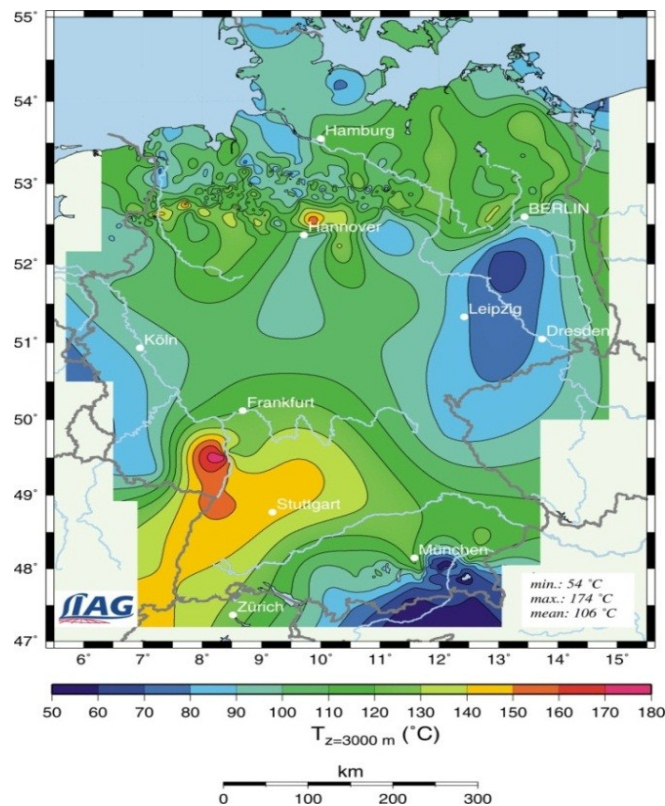 55°
54°
53°
52°
51°
50°
49°
48°
47°
Hamburg
BERLIN
Hannover
Leipzig
Dresden
Köln
Frankfurt
Stuttgart
München
Zürich
LIAG
min.: 54 °C
max.: 174 °C
mean: 106 °C
6° 7° 8° 9° 10° 11° 12° 13° 14° 15°
50 60 70 80 90 100 110 120 130 140 150 160 170 180
T z=3000 m (°C)
km
0 100 200 300